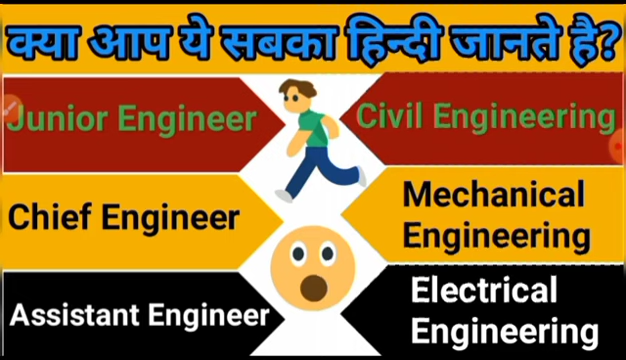 क्या आप ये सबका हिन्दी जानते है?
Junior Engineer
Civil Engineering
Chief Engineer
Mechanical
Engineering
Assistant Engineer
Electrical
Engineering